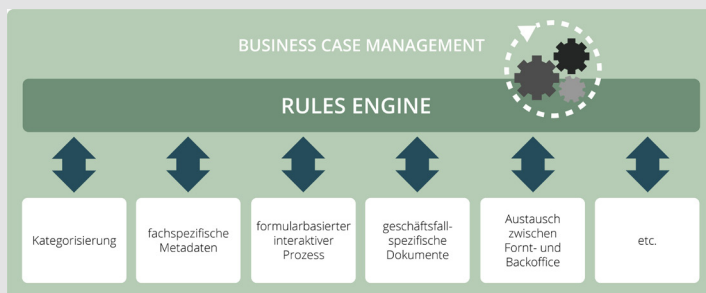 BUSINESS CASE MANAGEMENT
RULES ENGINE
Kategorisierung
fachspezifische
Metadaten
formularbasierter
interaktiver
Prozess
geschäftsfall-
spezifische
Dokumente
Austausch
zwischen
Fornt- und
Backoffice
etc.